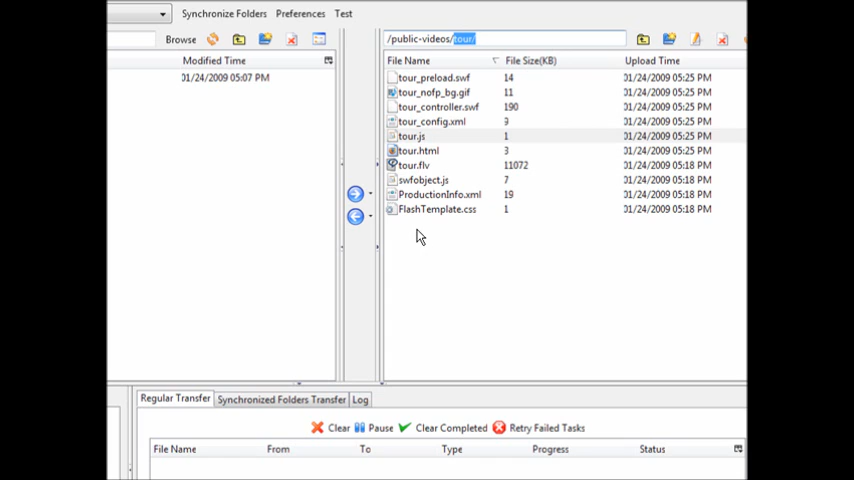 Synchronize Folders Preferences Test
Browse /public-videos/tour/
Modified Time File Name File Size(KB) Upload Time
01/24/2009 05:07 PM tour_preload.swf 14 01/24/2009 05:25 PM
tour_nofp_bg.gif 11 01/24/2009 05:25 PM
tour_controller.swf 190 01/24/2009 05:25 PM
tour_config.xml 9 01/24/2009 05:25 PM
tour.js 1 01/24/2009 05:25 PM
tour.html 3 01/24/2009 05:25 PM
tour.flv 11072 01/24/2009 05:18 PM
swfobject.js 7 01/24/2009 05:18 PM
ProductionInfo.xml 19 01/24/2009 05:18 PM
FlashTemplate.css 1 01/24/2009 05:18 PM
Regular Transfer Synchronized Folders Transfer Log
Clear Pause Clear Completed Retry Failed Tasks
File Name From To Type Progress Status